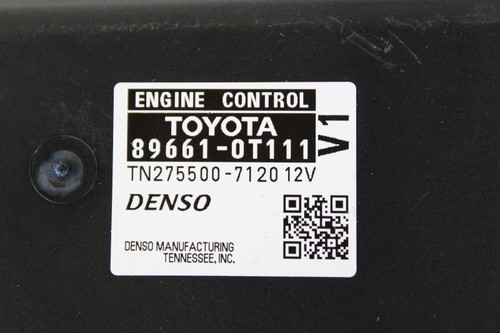 ENGINE CONTROL
TOYOTA
89661-0T111
V1
TN275500-7120 12V
DENSO
DENSO MANUFACTURING
TENNESSEE, INC.